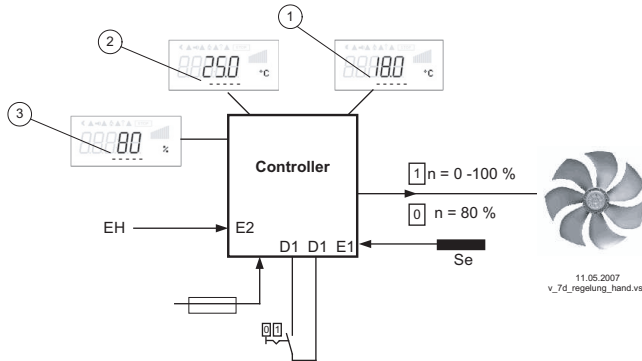 1
2
25.0 °C
18.0 °C
3
80 %
Controller
1 n = 0 -100 %
0 n = 80 %
EH
E2
D1 D1 E1
Se
0 1
11.05.2007
v_7d_regelung_hand.vs